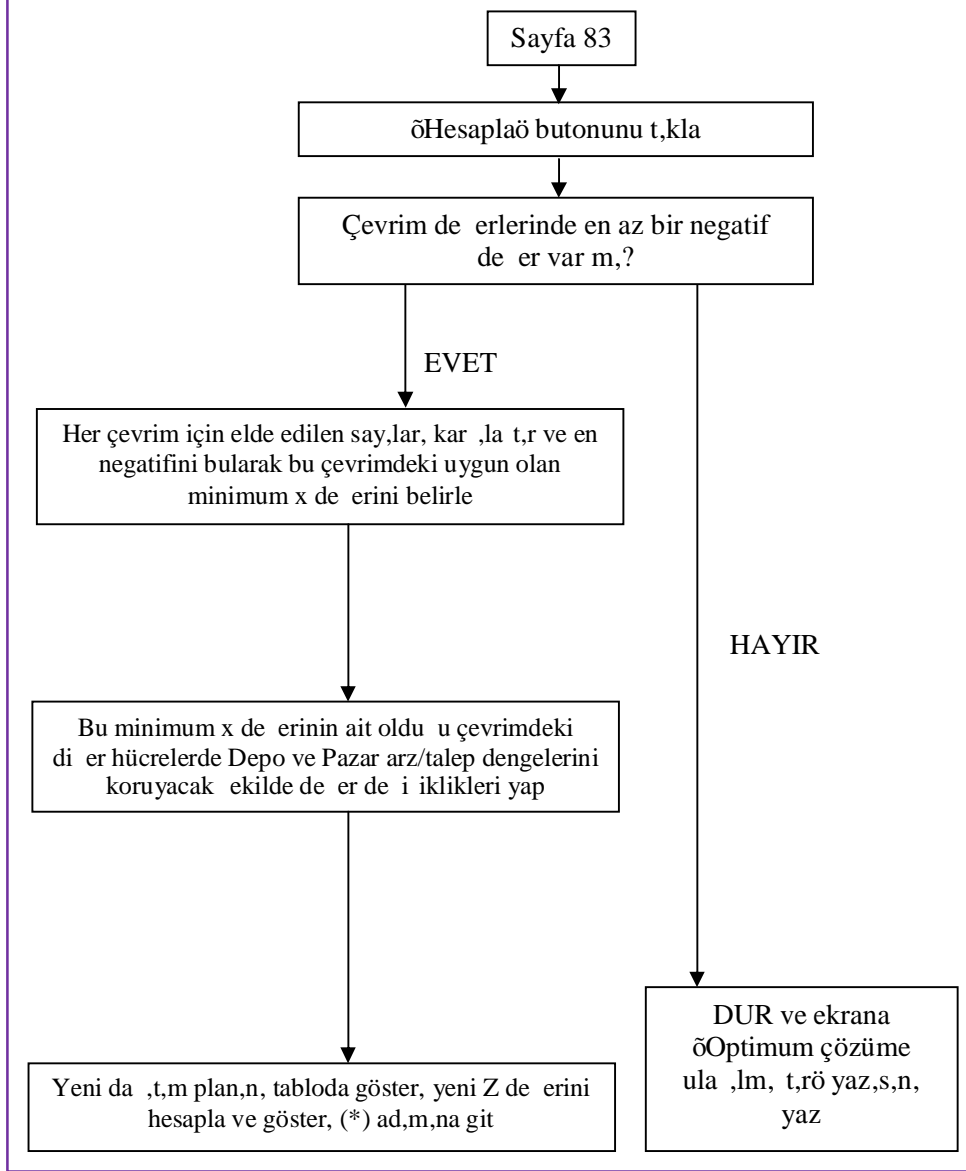 Sayfa 83
õHesaplaö butonunu t,kla
Çevrim de erlerinde en az bir negatif
de er var m,?
EVET
Her çevrim için elde edilen say,lar, kar ,la t,r ve en
negatifini bularak bu çevrimdeki uygun olan
minimum x de erini belirle
HAYIR
Bu minimum x de erinin ait oldu u çevrimdeki
di er hücrelerde Depo ve Pazar arz/talep dengelerini
koruyacak ekilde de er de i iklikleri yap
DUR ve ekrana
õOptimum çözüme
ula ,lm, t,rö yaz,s,n,
yaz
Yeni da ,t,m plan,n, tabloda göster, yeni Z de erini
hesapla ve göster, (*) ad,m,na git